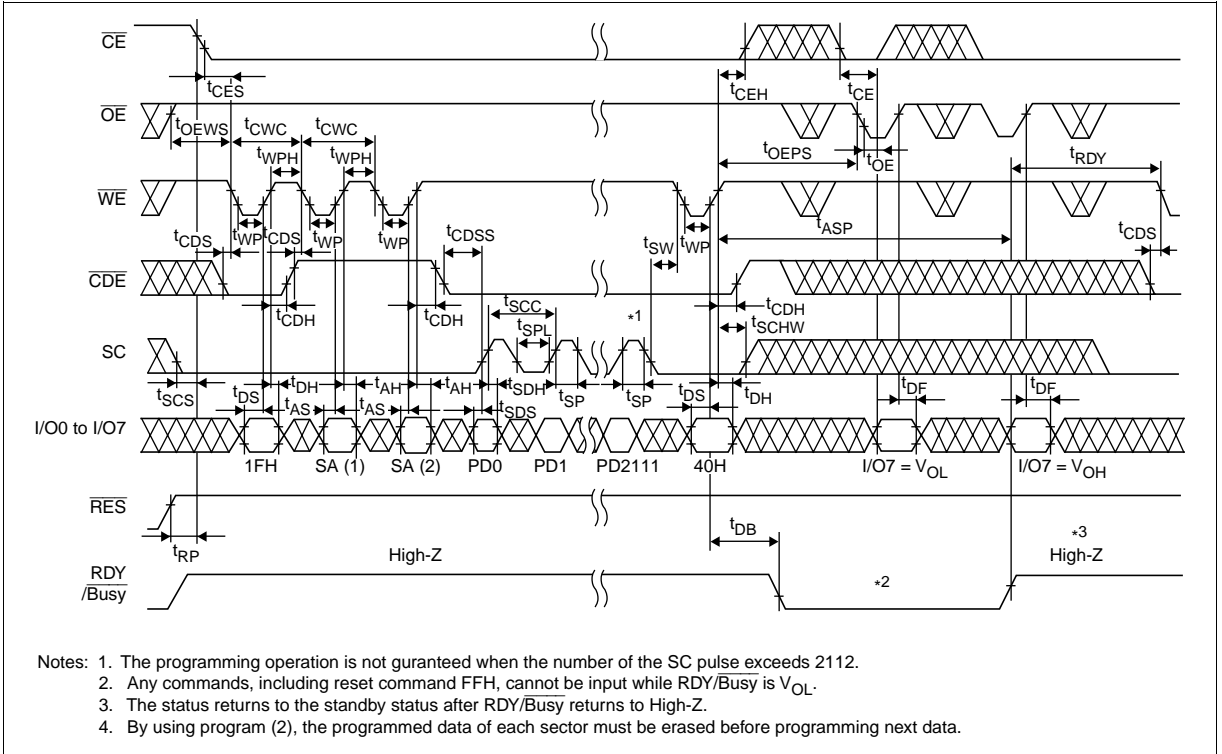 CE
tCES
tCEH
tCE
OE
tOEWS
tCWC
tCWC
tWPH
tWPH
tOEPS
tOE
tRDY
WE
tCDS
tWP
tCDS
tWP
tWP
tCDSS
tSW
tWP
tASP
tCDS
CDE
tCDH
tCDH
tSCC
tSPL
*1
tCDH
tSCHW
SC
tSCS
tDS
tDH
tAS
tAH
tAS
tAH
tSDH
tSDS
tSP
tSP
tDS
tDH
tDF
tDF
I/O0 to I/O7
1FH
SA (1)
SA (2)
PD0
PD1
PD2111
40H
I/O7 = VOL
I/O7 = VOH
RES
tRP
High-Z
tDB
*3
High-Z
RDY
/Busy
*2
Notes: 1. The programming operation is not guranteed when the number of the SC pulse exceeds 2112.
2. Any commands, including reset command FFH, cannot be input while RDY/Busy is VOL.
3. The status returns to the standby status after RDY/Busy returns to High-Z.
4. By using program (2), the programmed data of each sector must be erased before programming next data.